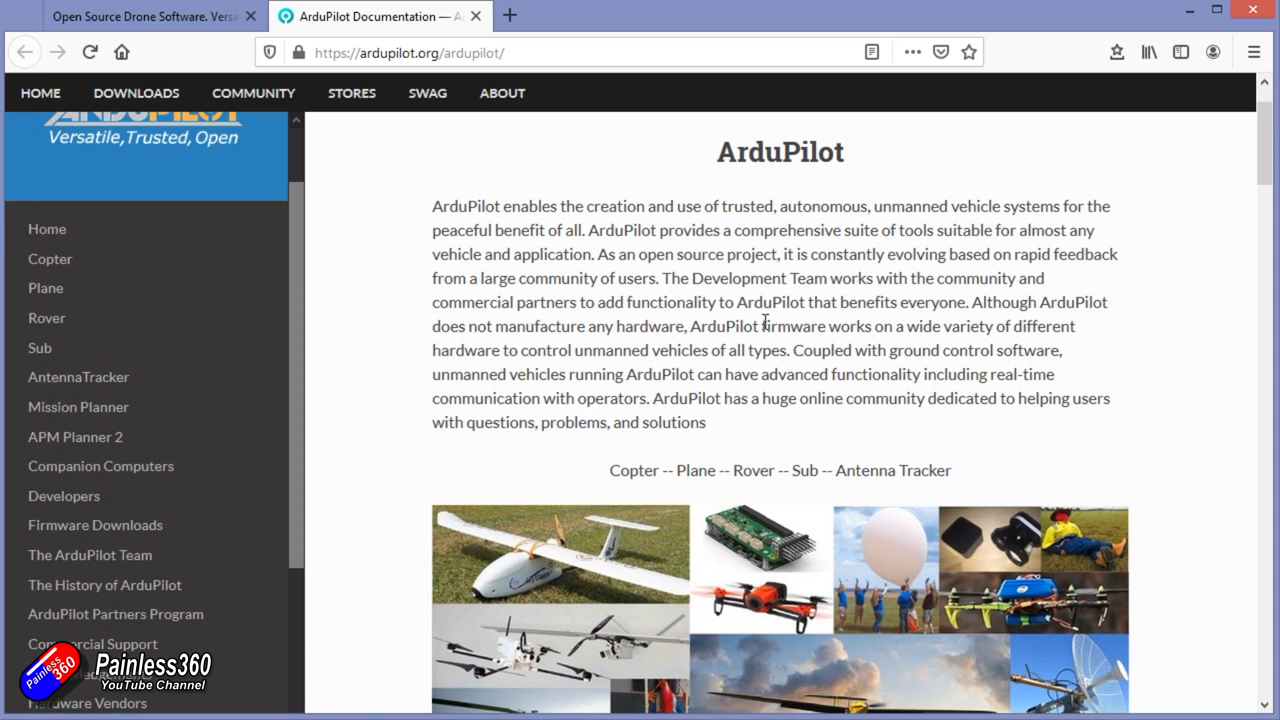 Open Source Drone Software. Versa
ArduPilot Documentation — A
https://ardupilot.org/ardupilot/
HOME DOWNLOADS COMMUNITY STORES SWAG ABOUT
ARDUPILOT
Versatile,Trusted, Open
Home
Copter
Plane
Rover
Sub
AntennaTracker
Mission Planner
APM Planner 2
Companion Computers
Developers
Firmware Downloads
The ArduPilot Team
The History of ArduPilot
ArduPilot Partners Program
Commercial Support
Hardware Vendors
ArduPilot
ArduPilot enables the creation and use of trusted, autonomous, unmanned vehicle systems for the
peaceful benefit of all. ArduPilot provides a comprehensive suite of tools suitable for almost any
vehicle and application. As an open source project, it is constantly evolving based on rapid feedback
from a large community of users. The Development Team works with the community and
commercial partners to add functionality to ArduPilot that benefits everyone. Although ArduPilot
does not manufacture any hardware, ArduPilot firmware works on a wide variety of different
hardware to control unmanned vehicles of all types. Coupled with ground control software,
unmanned vehicles running ArduPilot can have advanced functionality including real-time
communication with operators. ArduPilot has a huge online community dedicated to helping users
with questions, problems, and solutions
Copter -- Plane -- Rover -- Sub -- Antenna Tracker
Painless
360
Painless360
YouTube Channel